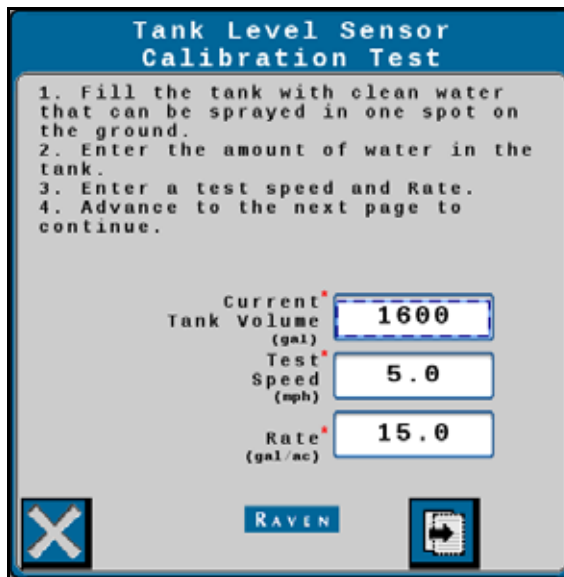 Tank Level Sensor
Calibration Test
1. Fill the tank with clean water
that can be sprayed in one spot on
the ground.
2. Enter the amount of water in the
tank.
3. Enter a test speed and Rate.
4. Advance to the next page to
continue.
Current*
Tank Volume
(gal)
1600
Test*
Speed
(mph)
5.0
Rate*
(gal/ac)
15.0
RAVEN